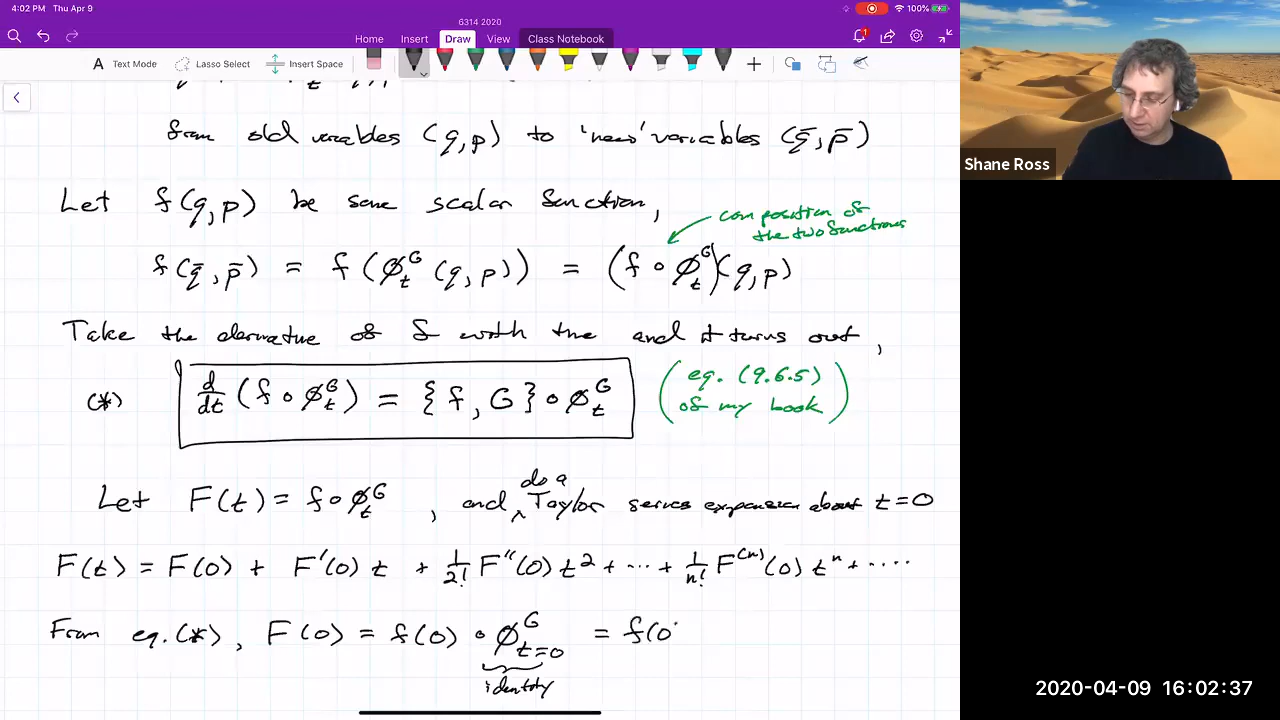 4:02 PM Thu Apr 9
100%
6314 2020
Home Insert Draw View Class Notebook
Text Mode Lasso Select Insert Space
from old variables (q,p) to 'new' variables (q̄, p̄)
Let f(q,p) be some scalar function,
composition of
the two functions
f(q̄, p̄) = f(ϕ_t^G (q,p)) = (f ∘ ϕ_t^G)(q,p)
Take the derivative of f with time and it turns out,
(*) d/dt (f ∘ ϕ_t^G) = {f, G} ∘ ϕ_t^G
(eq. (9.6.5)
of my book)
Let F(t) = f ∘ ϕ_t^G , and do a Taylor series expansion about t=0
F(t) = F(0) + F'(0) t + 1/2! F''(0) t^2 + ··· + 1/n! F^(n)(0) t^n + ····
From eq. (*), F(0) = f(0) ∘ ϕ_{t=0}^G = f(0
identity
Shane Ross
2020-04-09 16:02:37